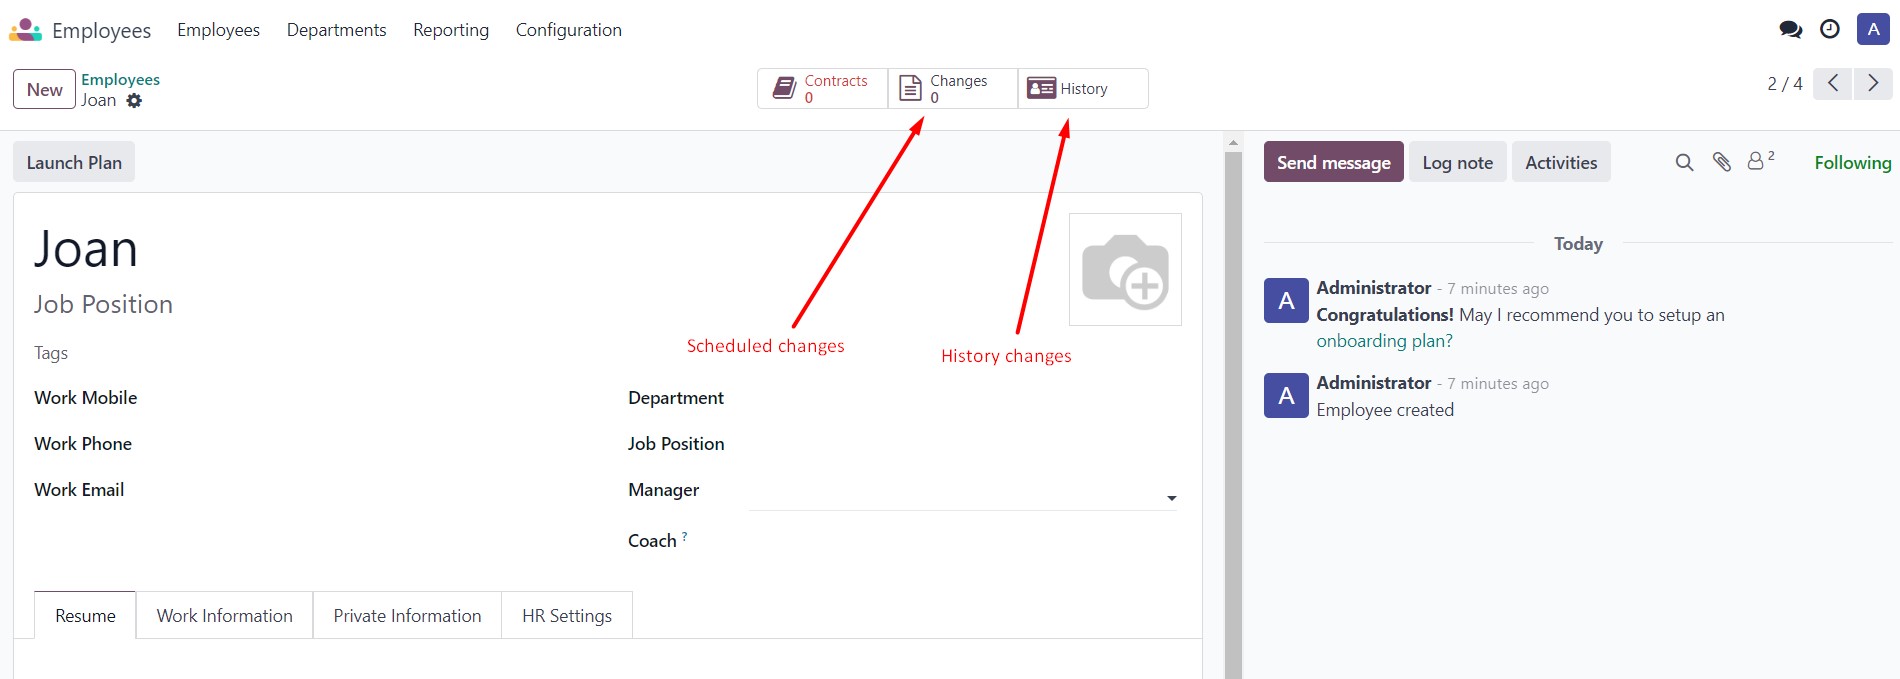 Employees Employees Departments Reporting Configuration A
New Employees Contracts Changes History 2 / 4
Joan 0 0
Launch Plan Send message Log note Activities 2 Following
Joan
Job Position
Tags
Scheduled changes History changes
Work Mobile Department
Work Phone Job Position
Work Email Manager
Coach ?
Resume Work Information Private Information HR Settings
Today
A Administrator - 7 minutes ago
Congratulations! May I recommend you to setup an
onboarding plan?
A Administrator - 7 minutes ago
Employee created